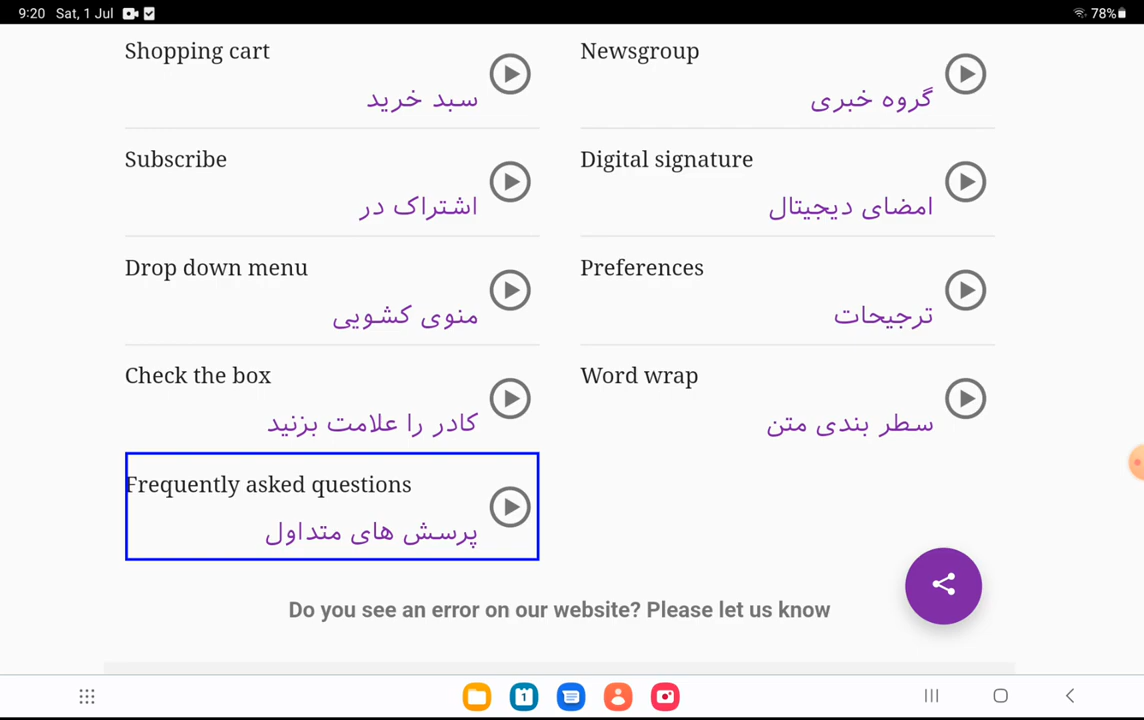 9:20 Sat, 1 Jul 78%
Shopping cart
سبد خرید
Newsgroup
گروه خبری
Subscribe
اشتراک در
Digital signature
امضای دیجیتال
Drop down menu
منوی کشویی
Preferences
ترجیحات
Check the box
کادر را علامت بزنید
Word wrap
سطر بندی متن
Frequently asked questions
پرسش های متداول
Do you see an error on our website? Please let us know
1